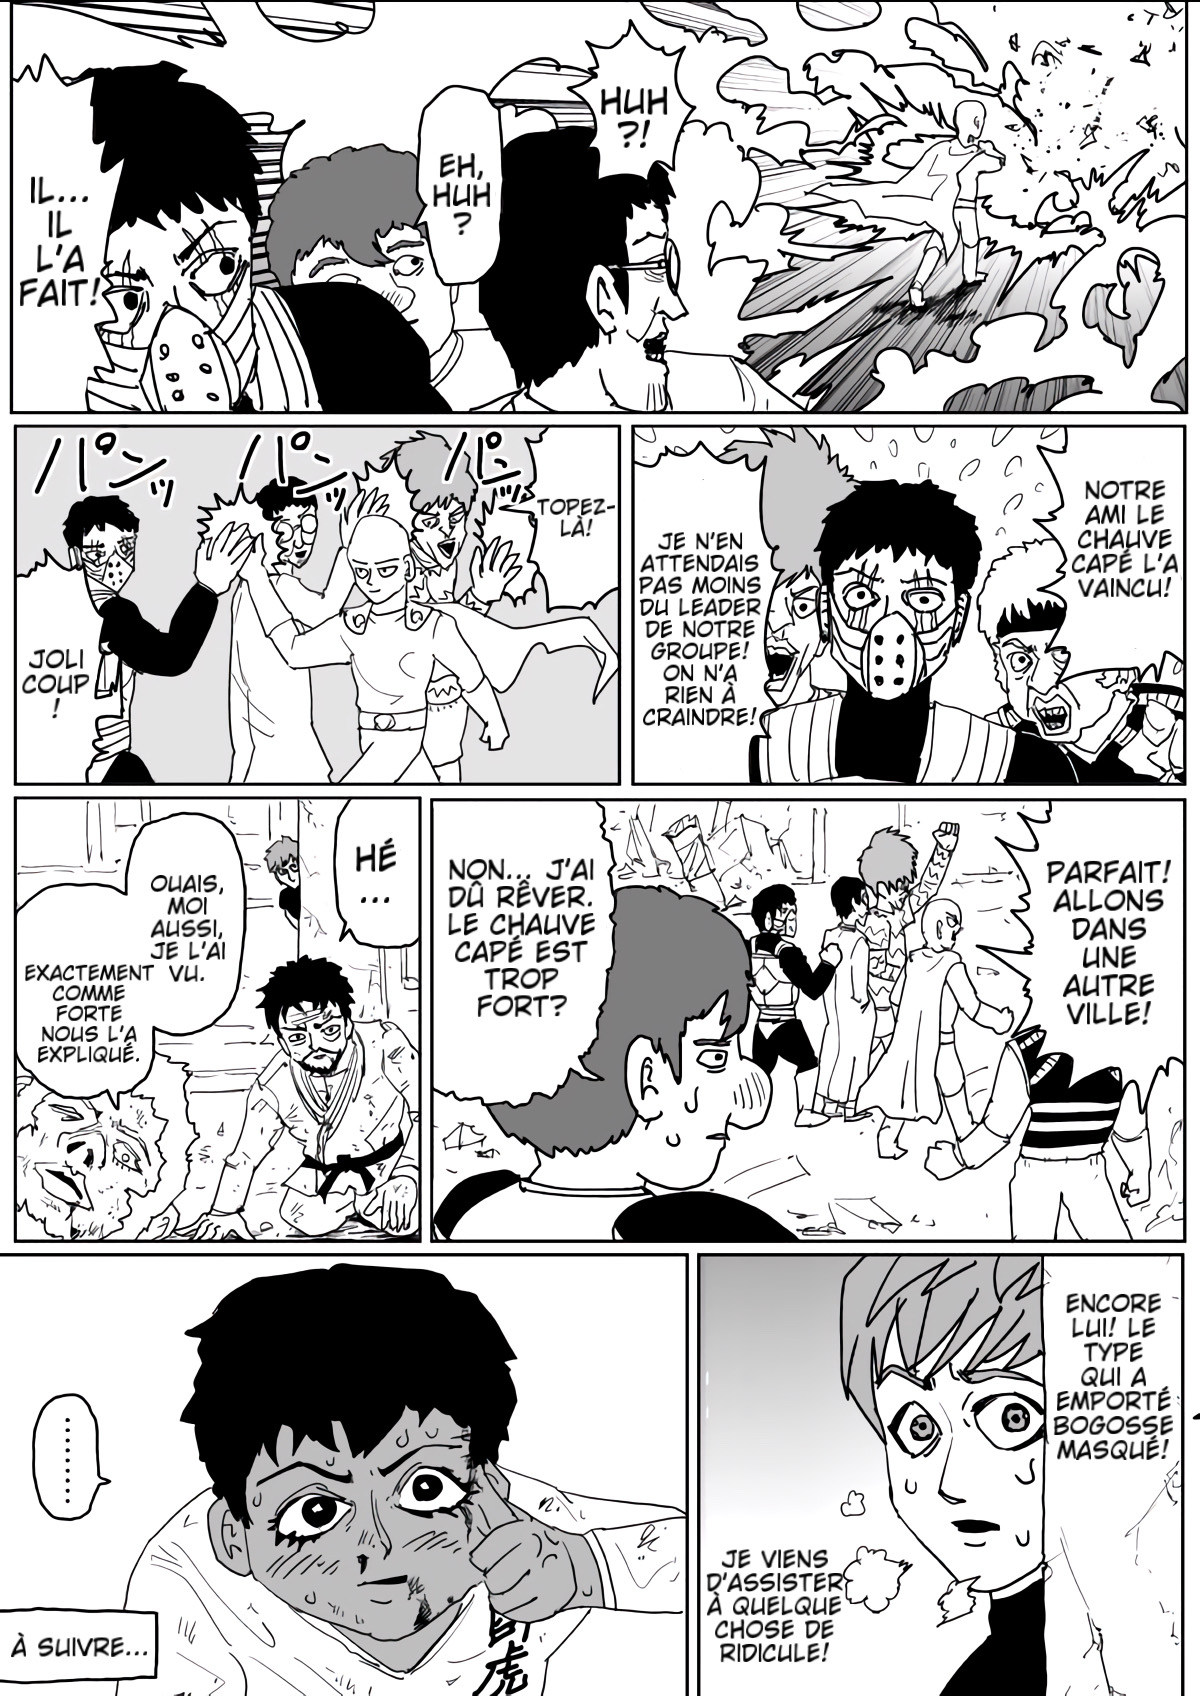 HUH
?!
EH,
HUH
?
IL...
IL
L'A
FAIT!
NOTRE
AMI LE
CHAUVE
CAPÉ L'A
VAINCU!
JE N'EN
ATTENDAIS
PAS MOINS
DU LEADER
DE NOTRE
GROUPE!
ON N'A
RIEN À
CRAINDRE!
パンッ
パンッ
パンッ
TOPEZ-
LÀ!
JOLI
COUP
!
PARFAIT!
ALLONS
DANS
UNE
AUTRE
VILLE!
NON... J'AI
DÛ RÊVER.
LE CHAUVE
CAPÉ EST
TROP
FORT?
HÉ
...
OUAIS,
MOI
AUSSI,
JE L'AI
VU.
EXACTEMENT
COMME
FORTE
NOUS L'A
EXPLIQUÉ.
ENCORE
LUI! LE
TYPE
QUI A
EMPORTÉ
BOGOSSE
MASQUÉ!
JE VIENS
D'ASSISTER
À QUELQUE
CHOSE DE
RIDICULE!
.......
師虎
À SUIVRE...